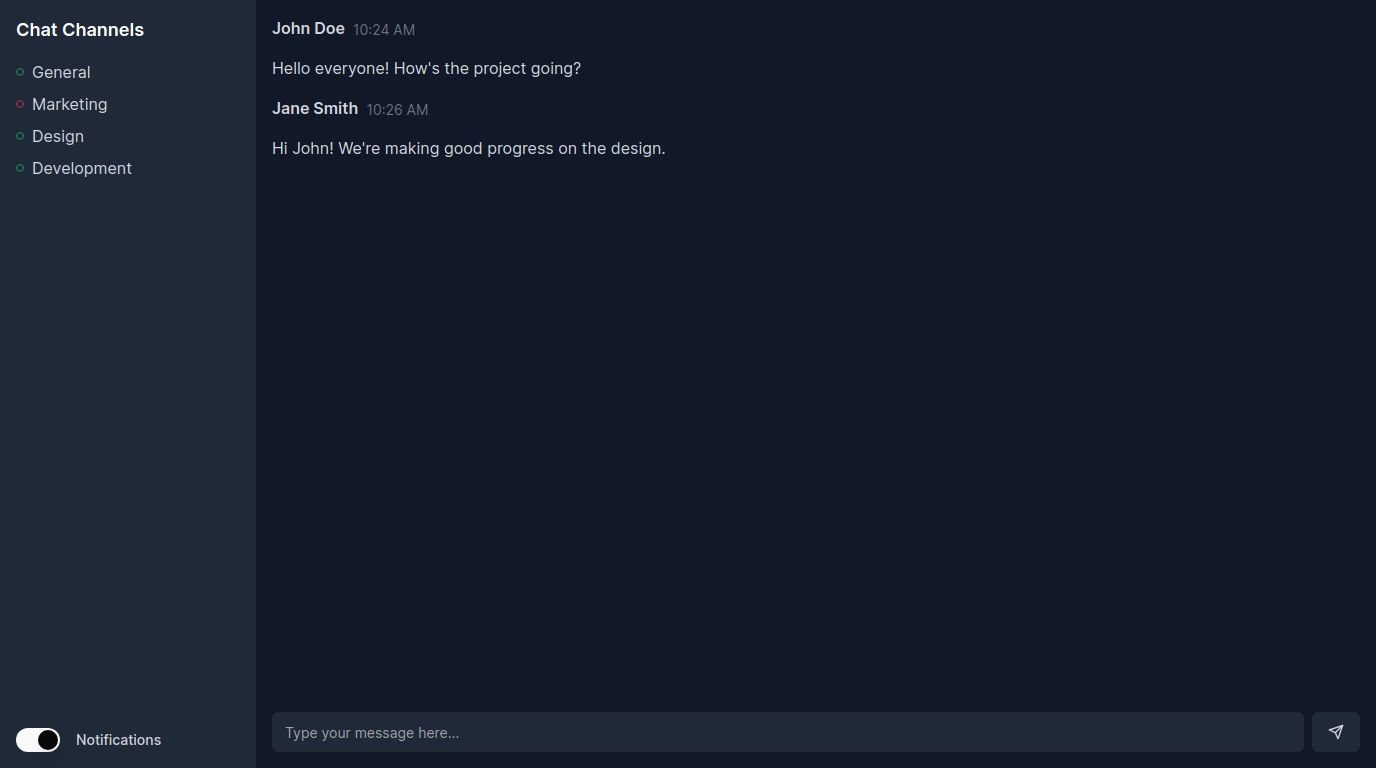 Chat Channels
General
Marketing
Design
Development
Notifications
John Doe 10:24 AM
Hello everyone! How's the project going?
Jane Smith 10:26 AM
Hi John! We're making good progress on the design.
Type your message here...